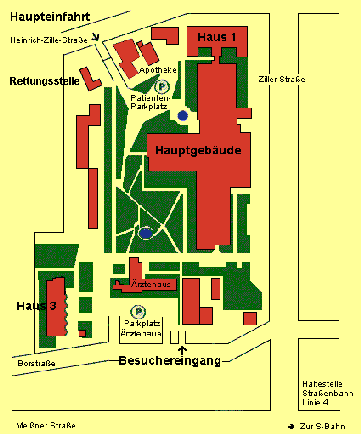 Haupteinfahrt
Heinrich-Zille-Straße
Haus 1
Rettungsstelle
Apotheke
Ziller Straße
P
Patienten-
Parkplatz
Hauptgebäude
Ärztehaus
Haus 3
P
Parkplatz
Ärztehaus
Besuchereingang
Borstraße
Haltestelle
Straßenbahn
Linie 4
Meißner Straße
Zur S-Bahn